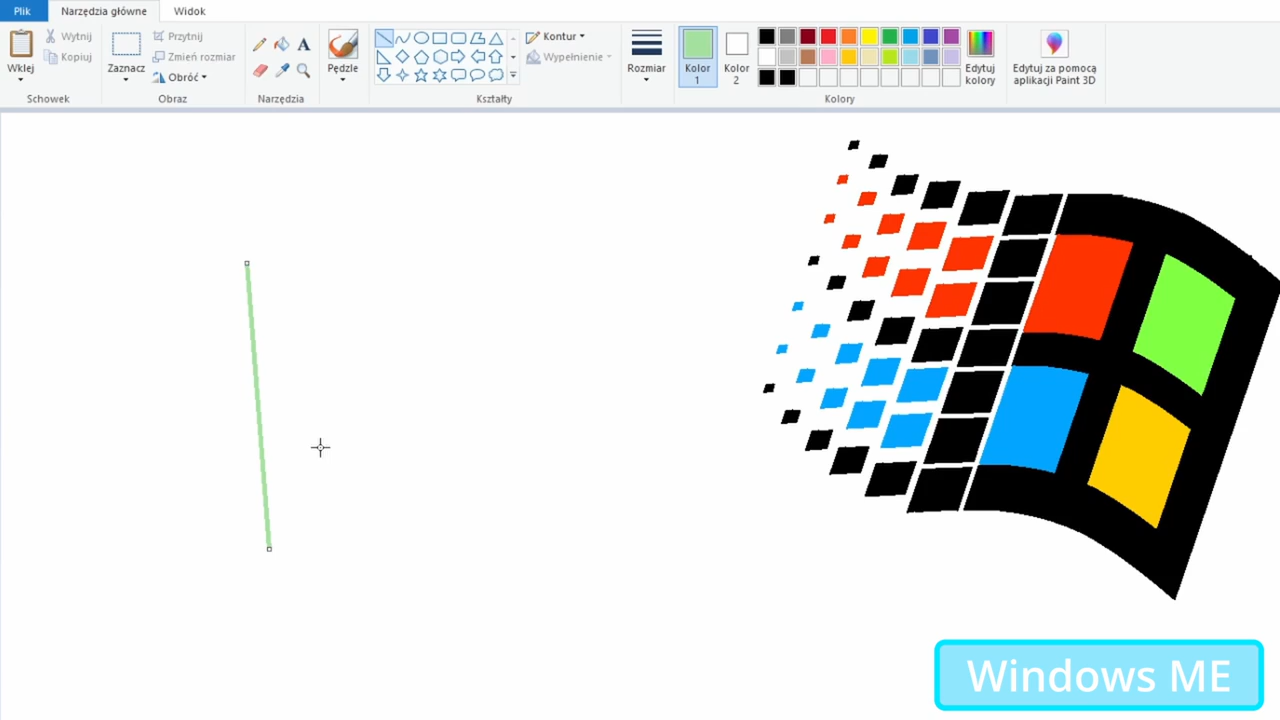 Plik Narzędzia główne Widok
Wklej
Wytnij
Kopiuj
Schowek
Zaznacz
Przytnij
Zmień rozmiar
Obróć
Obraz
A
Narzędzia
Pędzle
Kontur
Wypełnienie
Kształty
Rozmiar
Kolor
1
Kolor
2
Edytuj
kolory
Kolory
Edytuj za pomocą
aplikacji Paint 3D
Windows ME